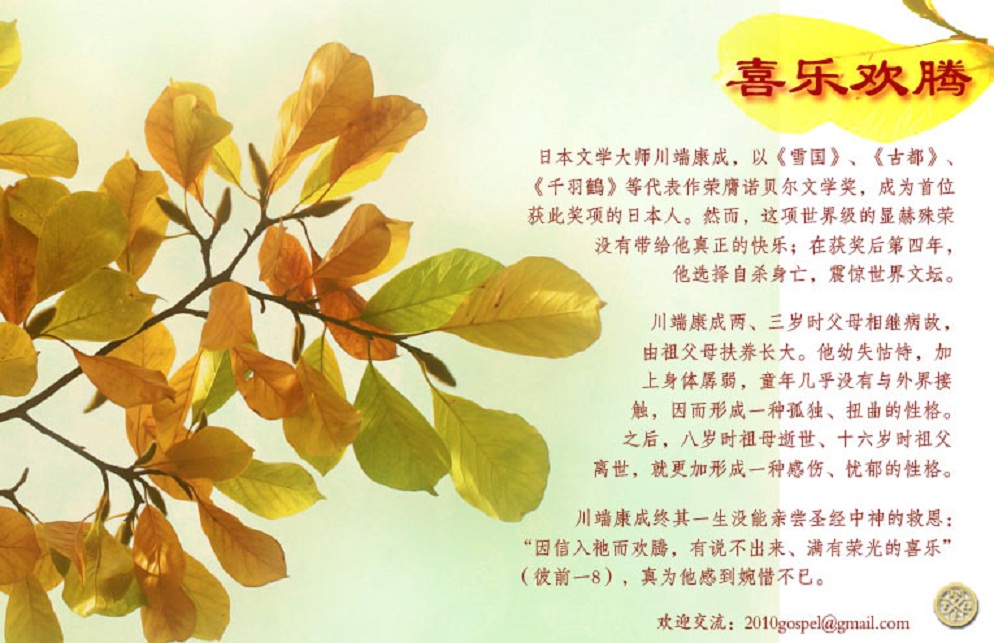 喜乐欢腾
日本文学大师川端康成，以《雪国》、《古都》、
《千羽鹤》等代表作荣膺诺贝尔文学奖，成为首位
获此奖项的日本人。然而，这项世界级的显赫殊荣
没有带给他真正的快乐；在获奖后第四年，
他选择自杀身亡，震惊世界文坛。
川端康成两、三岁时父母相继病故，
由祖父母扶养长大。他幼失怙恃，加
上身体孱弱，童年几乎没有与外界接
触，因而形成一种孤独、扭曲的性格。
之后，八岁时祖母逝世、十六岁时祖父
离世，就更加形成一种感伤、忧郁的性格。
川端康成终其一生没能亲尝圣经中神的救恩：
“因信入祂而欢腾，有说不出来、满有荣光的喜乐”
（彼前一8），真为他感到婉惜不已。
欢迎交流：2010gospel@gmail.com